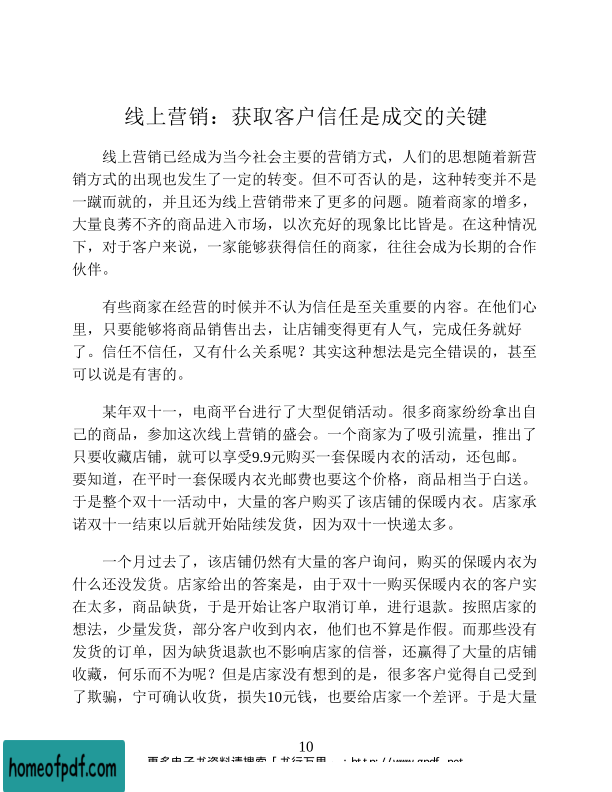 线上营销：获取客户信任是成交的关键
线上营销已经成为当今社会主要的营销方式，人们的思想随着新营
销方式的出现也发生了一定的转变。但不可否认的是，这种转变并不是
一蹴而就的，并且还为线上营销带来了更多的问题。随着商家的增多，
大量良莠不齐的商品进入市场，以次充好的现象比比皆是。在这种情况
下，对于客户来说，一家能够获得信任的商家，往往会成为长期的合作
伙伴。
有些商家在经营的时候并不认为信任是至关重要的内容。在他们心
里，只要能够将商品销售出去，让店铺变得更有人气，完成任务就好
了。信任不信任，又有什么关系呢？其实这种想法是完全错误的，甚至
可以说是有害的。
某年双十一，电商平台进行了大型促销活动。很多商家纷纷拿出自
己的商品，参加这次线上营销的盛会。一个商家为了吸引流量，推出了
只要收藏店铺，就可以享受9.9元购买一套保暖内衣的活动，还包邮。
要知道，在平时一套保暖内衣光邮费也要这个价格，商品相当于白送。
于是整个双十一活动中，大量的客户购买了该店铺的保暖内衣。店家承
诺双十一结束以后就开始陆续发货，因为双十一快递太多。
一个月过去了，该店铺仍然有大量的客户询问，购买的保暖内衣为
什么还没发货。店家给出的答案是，由于双十一购买保暖内衣的客户实
在太多，商品缺货，于是开始让客户取消订单，进行退款。按照店家的
想法，少量发货，部分客户收到内衣，他们也不算是作假。而那些没有
发货的订单，因为缺货退款也不影响店家的信誉，还赢得了大量的店铺
收藏，何乐而不为呢？但是店家没有想到的是，很多客户觉得自己受到
了欺骗，宁可确认收货，损失10元钱，也要给店家一个差评。于是大量
10
更多电子书资料请搜索「书行万里
homeofpdf.com